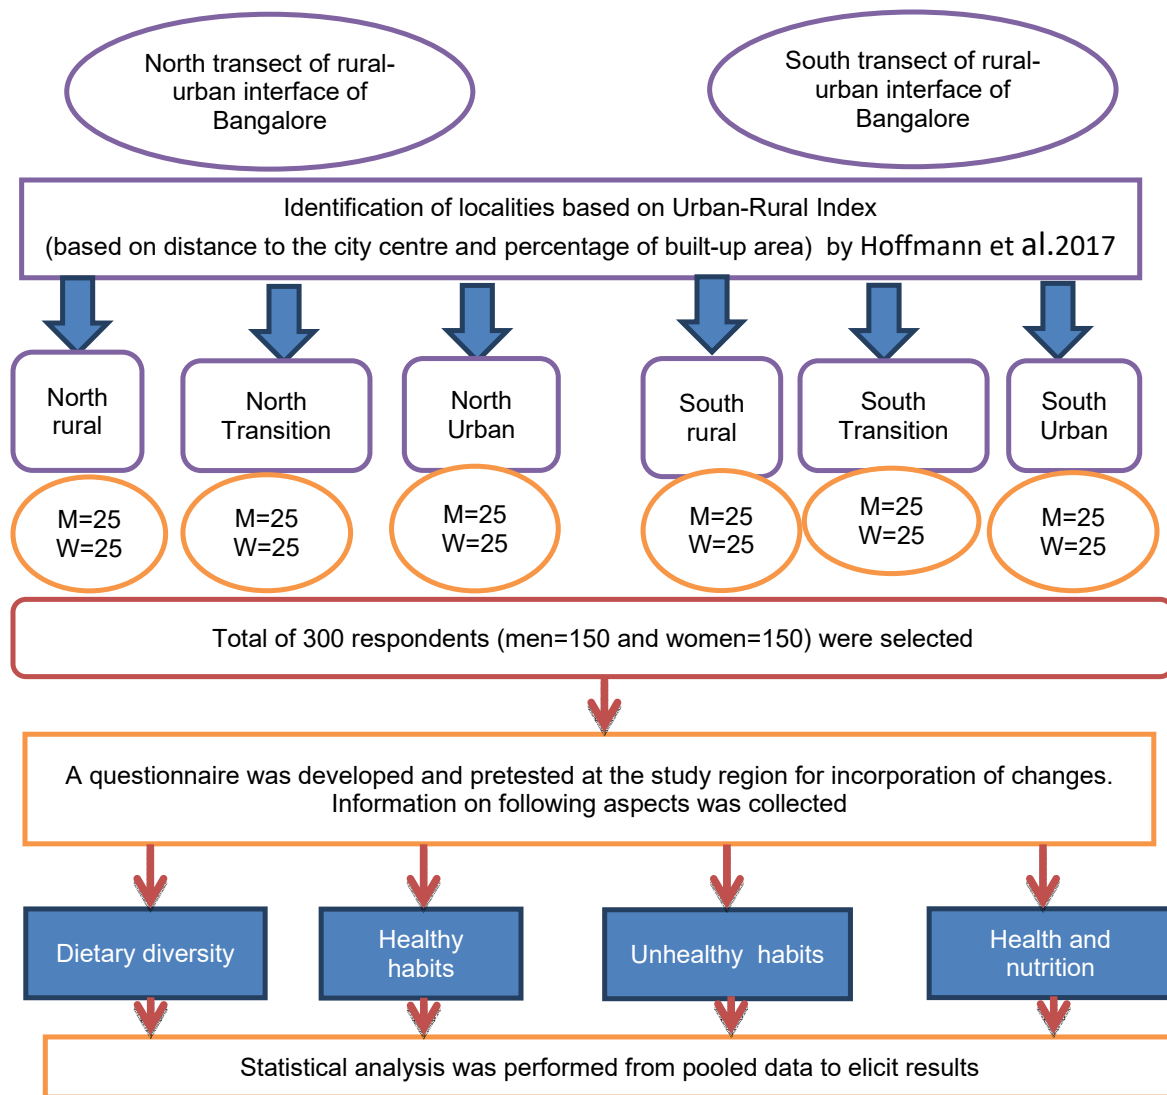 North transect of rural-
urban interface of
Bangalore
South transect of rural-
urban interface of
Bangalore
Identification of localities based on Urban-Rural Index
(based on distance to the city centre and percentage of built-up area) by Hoffmann et al.2017
North
rural
North
Transition
North
Urban
South
rural
South
Transition
South
Urban
M=25
W=25
M=25
W=25
M=25
W=25
M=25
W=25
M=25
W=25
M=25
W=25
Total of 300 respondents (men=150 and women=150) were selected
A questionnaire was developed and pretested at the study region for incorporation of changes.
Information on following aspects was collected
Dietary diversity
Healthy
habits
Unhealthy habits
Health and
nutrition
Statistical analysis was performed from pooled data to elicit results